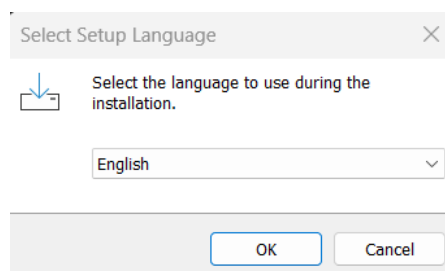 Select Setup Language
Select the language to use during the
installation.
English
OK
Cancel